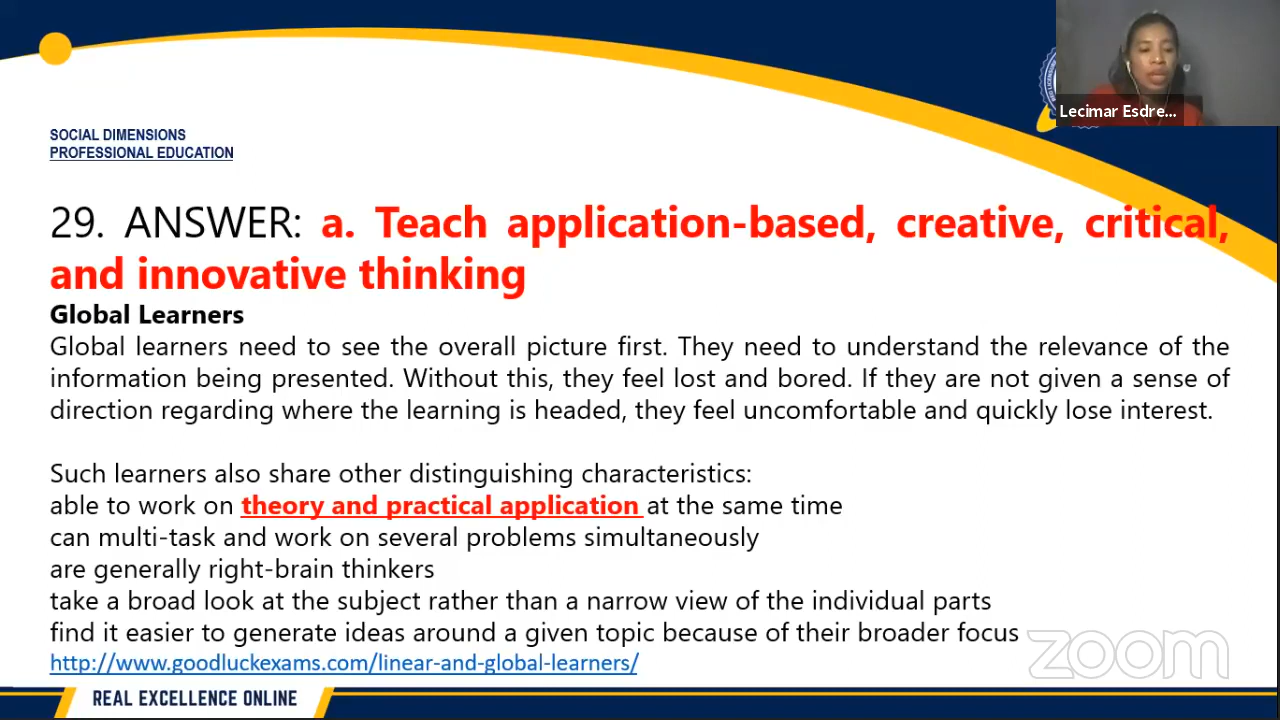 Lecimar Esdre...
SOCIAL DIMENSIONS
PROFESSIONAL EDUCATION
29. ANSWER: a. Teach application-based, creative, critical,
and innovative thinking
Global Learners
Global learners need to see the overall picture first. They need to understand the relevance of the
information being presented. Without this, they feel lost and bored. If they are not given a sense of
direction regarding where the learning is headed, they feel uncomfortable and quickly lose interest.
Such learners also share other distinguishing characteristics:
able to work on theory and practical application at the same time
can multi-task and work on several problems simultaneously
are generally right-brain thinkers
take a broad look at the subject rather than a narrow view of the individual parts
find it easier to generate ideas around a given topic because of their broader focus
http://www.goodluckexams.com/linear-and-global-learners/
zoom
REAL EXCELLENCE ONLINE